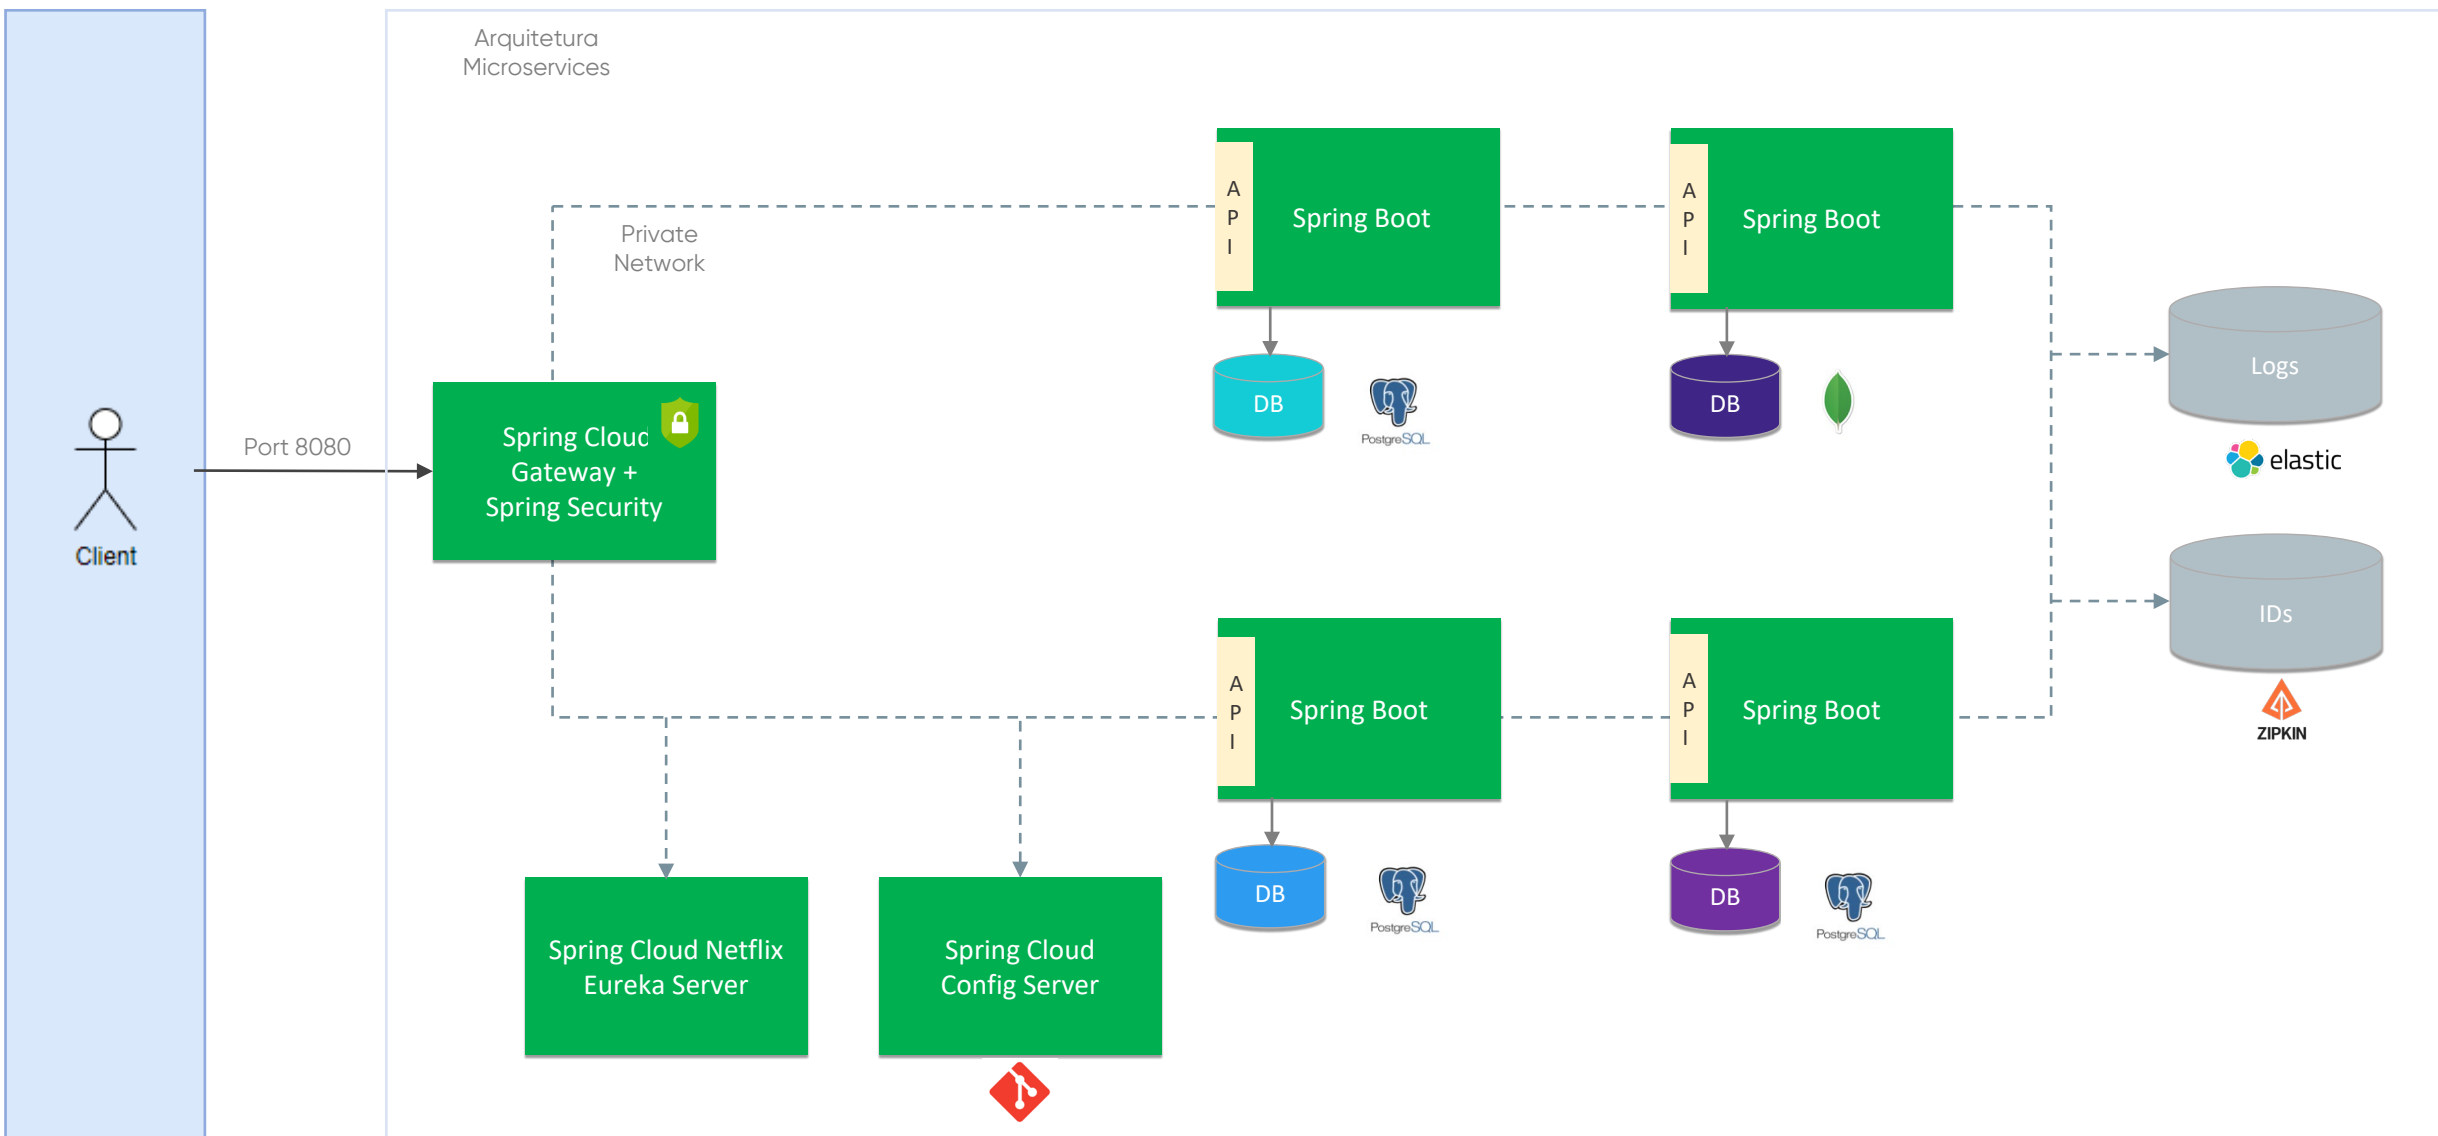 Arquitetura
Microservices
Private
Network
A
P
I
Spring Boot
A
P
I
Spring Boot
DB
PostgreSQL
DB
Logs
elastic
Client
Port 8080
Spring Cloud
Gateway +
Spring Security
A
P
I
Spring Boot
A
P
I
Spring Boot
IDs
ZIPKIN
DB
PostgreSQL
DB
PostgreSQL
Spring Cloud Netflix
Eureka Server
Spring Cloud
Config Server